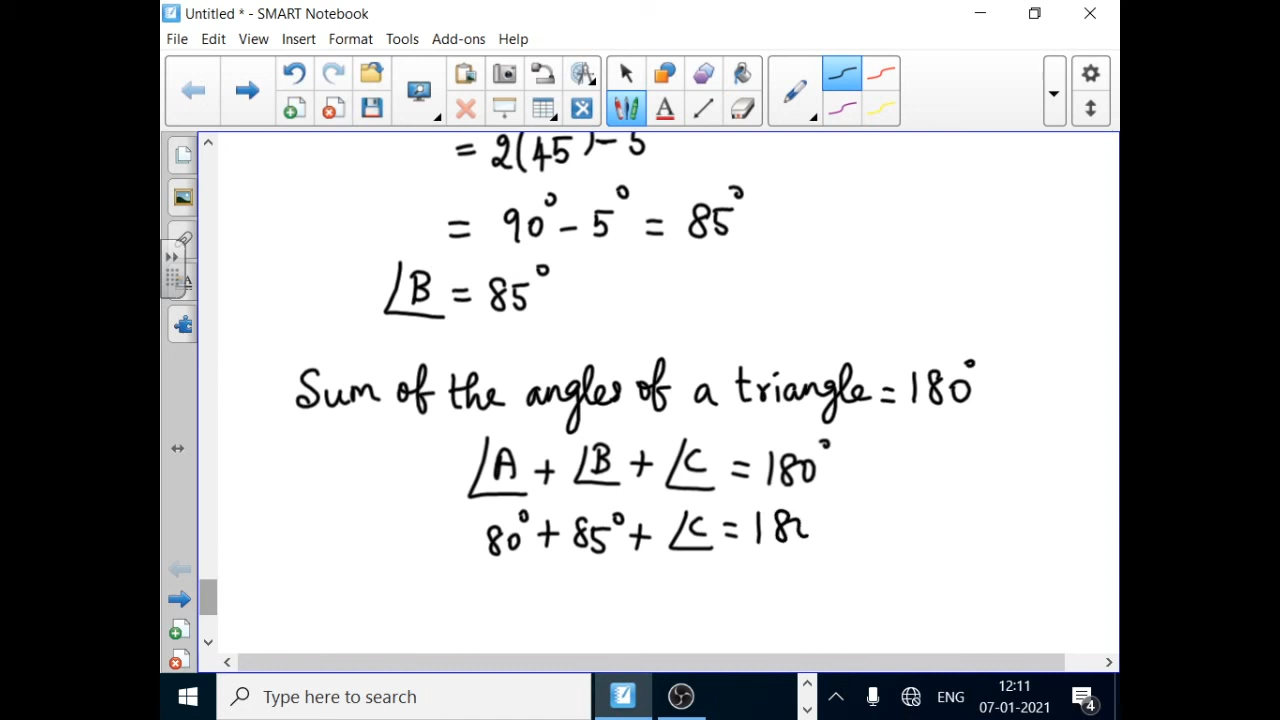 Untitled * - SMART Notebook
File Edit View Insert Format Tools Add-ons Help
= 2(45) - 5
= 90° - 5° = 85°
∠B = 85°
Sum of the angles of a triangle = 180°
∠A + ∠B + ∠C = 180°
80° + 85° + ∠C = 18
Type here to search
ENG
12:11
07-01-2021
4